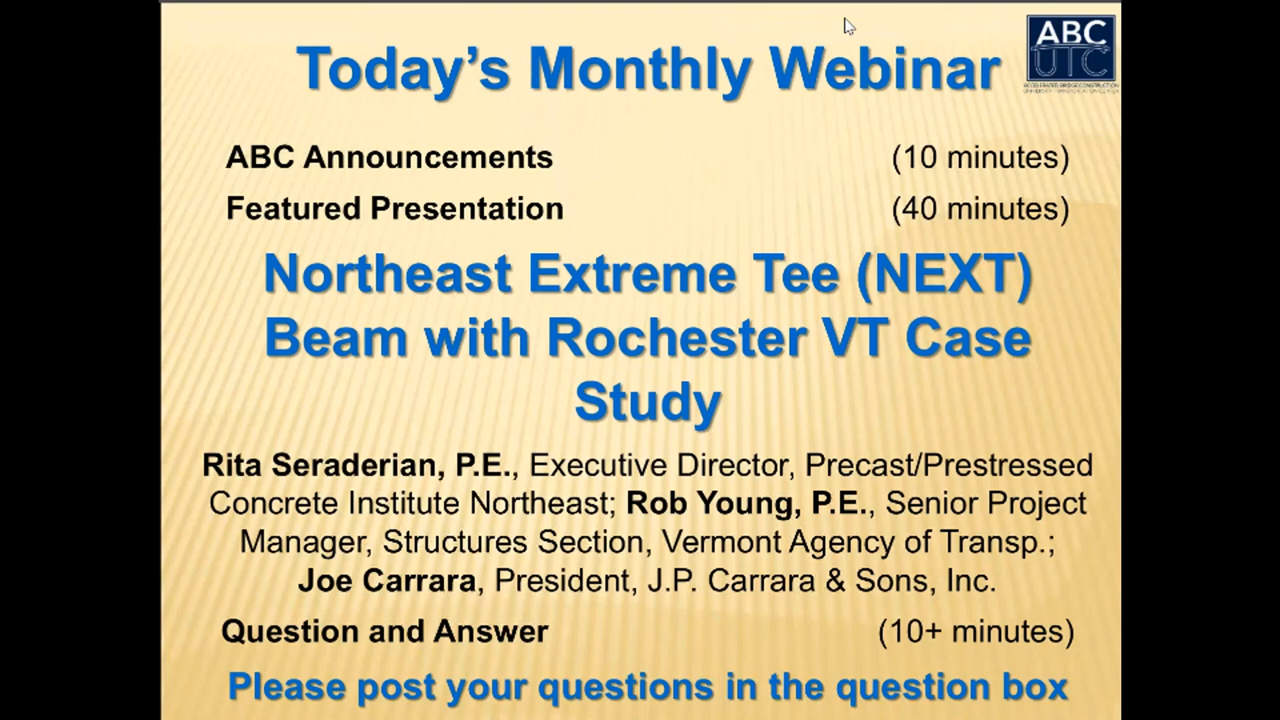 Today's Monthly Webinar
ABC
UTC
ABC Announcements (10 minutes)
Featured Presentation (40 minutes)
Northeast Extreme Tee (NEXT)
Beam with Rochester VT Case
Study
Rita Seraderian, P.E., Executive Director, Precast/Prestressed
Concrete Institute Northeast; Rob Young, P.E., Senior Project
Manager, Structures Section, Vermont Agency of Transp.;
Joe Carrara, President, J.P. Carrara & Sons, Inc.
Question and Answer (10+ minutes)
Please post your questions in the question box